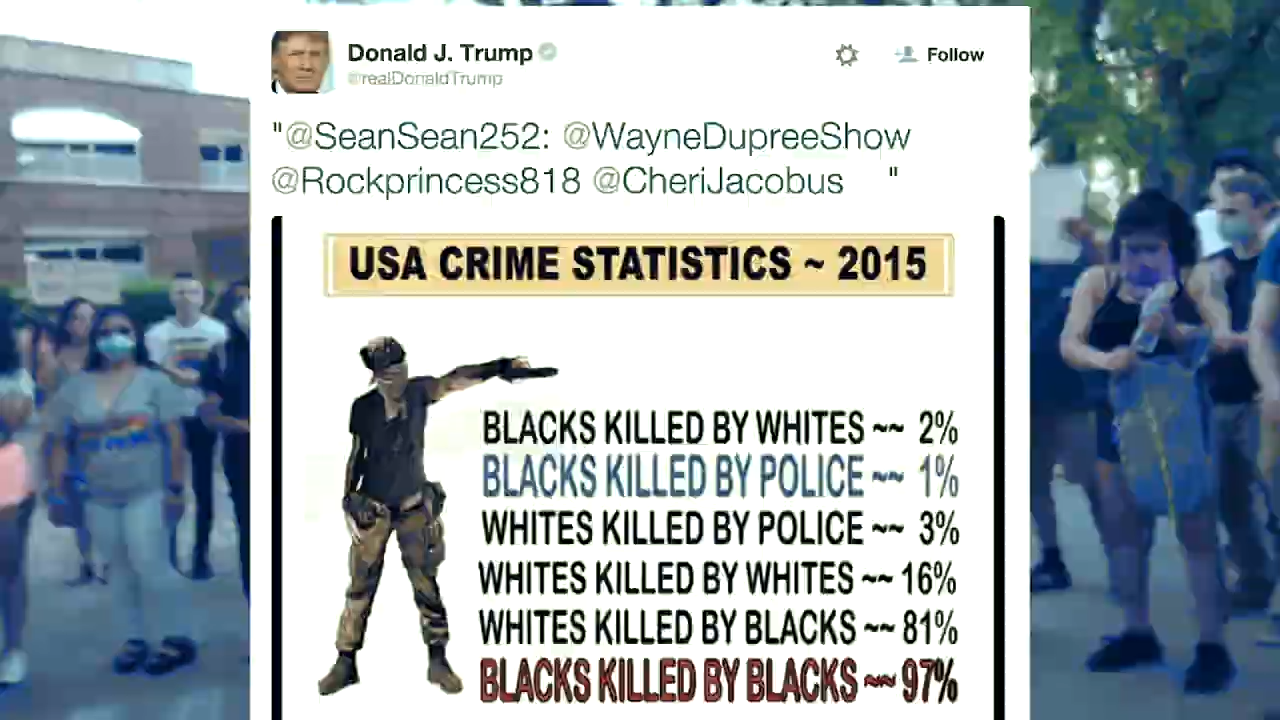 Donald J. Trump
@realDonaldTrump
Follow
"@SeanSean252: @WayneDupreeShow
@Rockprincess818 @CheriJacobus "
USA CRIME STATISTICS ~ 2015
BLACKS KILLED BY WHITES ~~ 2%
BLACKS KILLED BY POLICE ~~ 1%
WHITES KILLED BY POLICE ~~ 3%
WHITES KILLED BY WHITES ~~ 16%
WHITES KILLED BY BLACKS ~~ 81%
BLACKS KILLED BY BLACKS ~~ 97%